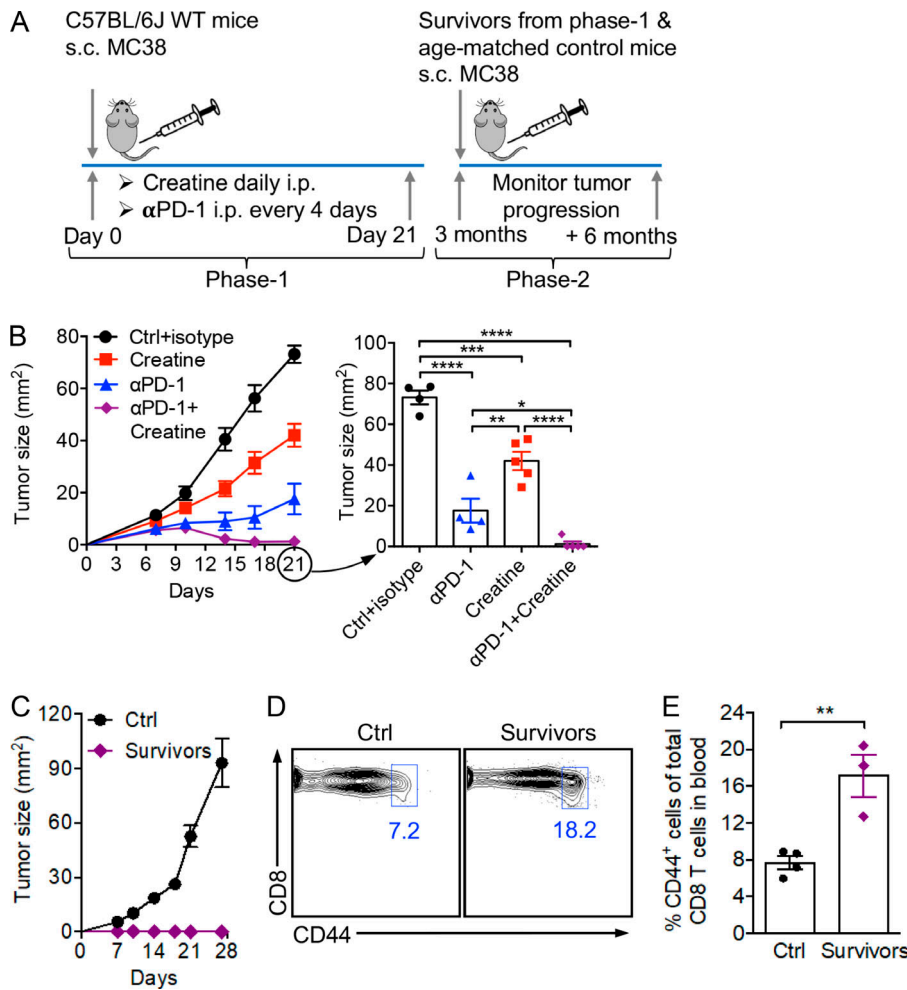 A
C57BL/6J WT mice
s.c. MC38
Survivors from phase-1 &
age-matched control mice
s.c. MC38
➢ Creatine daily i.p.
➢ αPD-1 i.p. every 4 days
Monitor tumor
progression
Day 0
Day 21
3 months
+ 6 months
Phase-1
Phase-2
B
Tumor size (mm²)
80
60
40
20
0
Ctrl+isotype
Creatine
αPD-1
αPD-1+
Creatine
0 3 6 9 12 15 18 21
Days
Tumor size (mm²)
100
80
60
40
20
0
****
***
****
*
** ****
Ctrl+isotype
αPD-1
Creatine
αPD-1+Creatine
C
Tumor size (mm²)
120
90
60
30
0
Ctrl
Survivors
0 7 14 21 28
Days
D
Ctrl
Survivors
7.2
18.2
CD8
CD44
E
% CD44⁺ cells of total
CD8 T cells in blood
24
20
16
12
8
4
0
**
Ctrl
Survivors